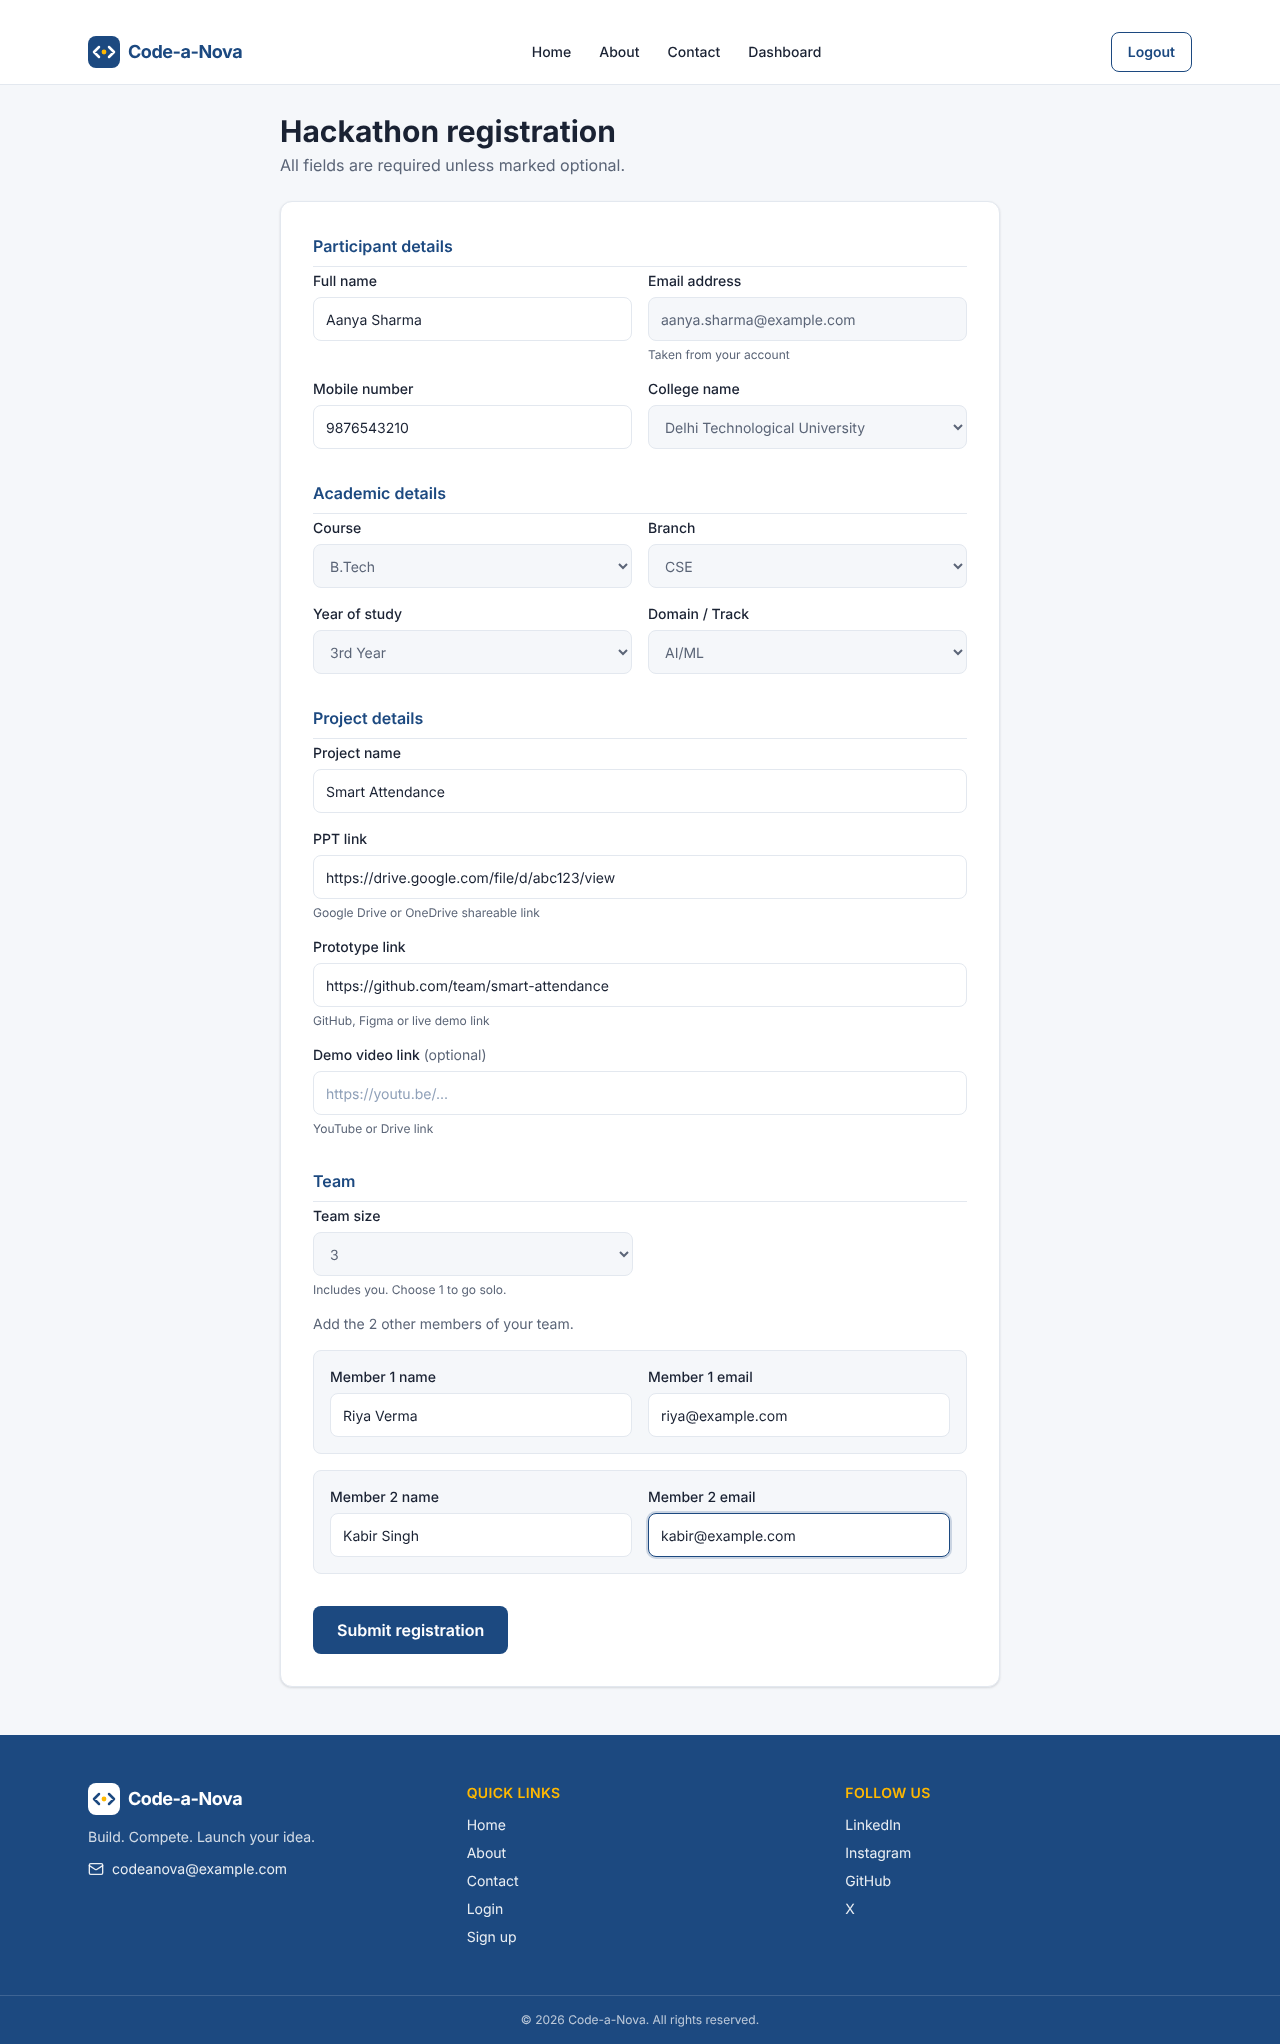 Code-a-Nova
Home About Contact Dashboard
Logout
Hackathon registration
All fields are required unless marked optional.
Participant details
Full name
Aanya Sharma
Email address
aanya.sharma@example.com
Taken from your account
Mobile number
9876543210
College name
Delhi Technological University
Academic details
Course
B.Tech
Branch
CSE
Year of study
3rd Year
Domain / Track
AI/ML
Project details
Project name
Smart Attendance
PPT link
https://drive.google.com/file/d/abc123/view
Google Drive or OneDrive shareable link
Prototype link
https://github.com/team/smart-attendance
GitHub, Figma or live demo link
Demo video link (optional)
https://youtu.be/...
YouTube or Drive link
Team
Team size
3
Includes you. Choose 1 to go solo.
Add the 2 other members of your team.
Member 1 name
Riya Verma
Member 1 email
riya@example.com
Member 2 name
Kabir Singh
Member 2 email
kabir@example.com
Submit registration
Code-a-Nova
Build. Compete. Launch your idea.
codeanova@example.com
QUICK LINKS
Home
About
Contact
Login
Sign up
FOLLOW US
LinkedIn
Instagram
GitHub
X
© 2026 Code-a-Nova. All rights reserved.